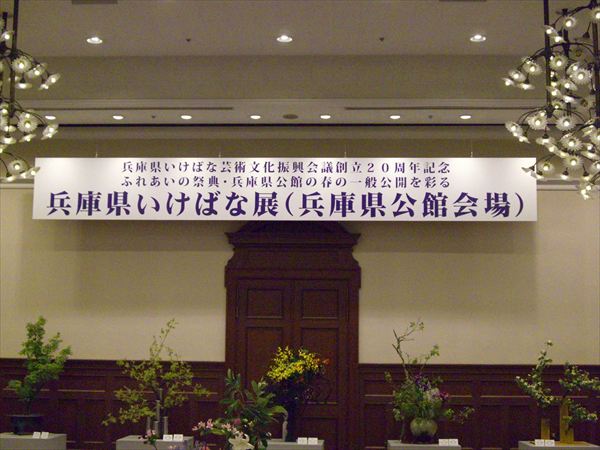 兵庫県いけばな芸術文化振興会議創立20周年記念
ふれあいの祭典・兵庫県公館の春の一般公開を彩る
兵庫県いけばな展(兵庫県公館会場)